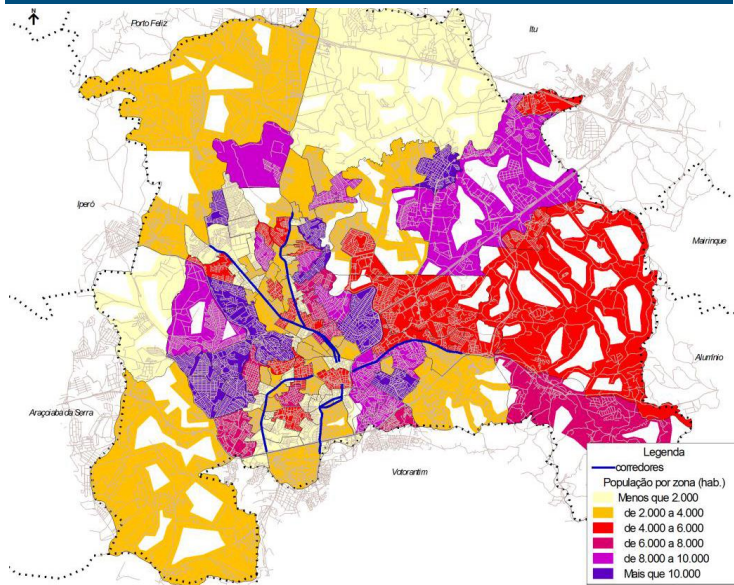 N
Porto Feliz
Itu
Iperó
Mairinque
Alumínio
Araçoiaba da Serra
Votorantim
Legenda
corredores
População por zona (hab.)
Menos que 2.000
de 2.000 a 4.000
de 4.000 a 6.000
de 6.000 a 8.000
de 8.000 a 10.000
Mais que 10.000